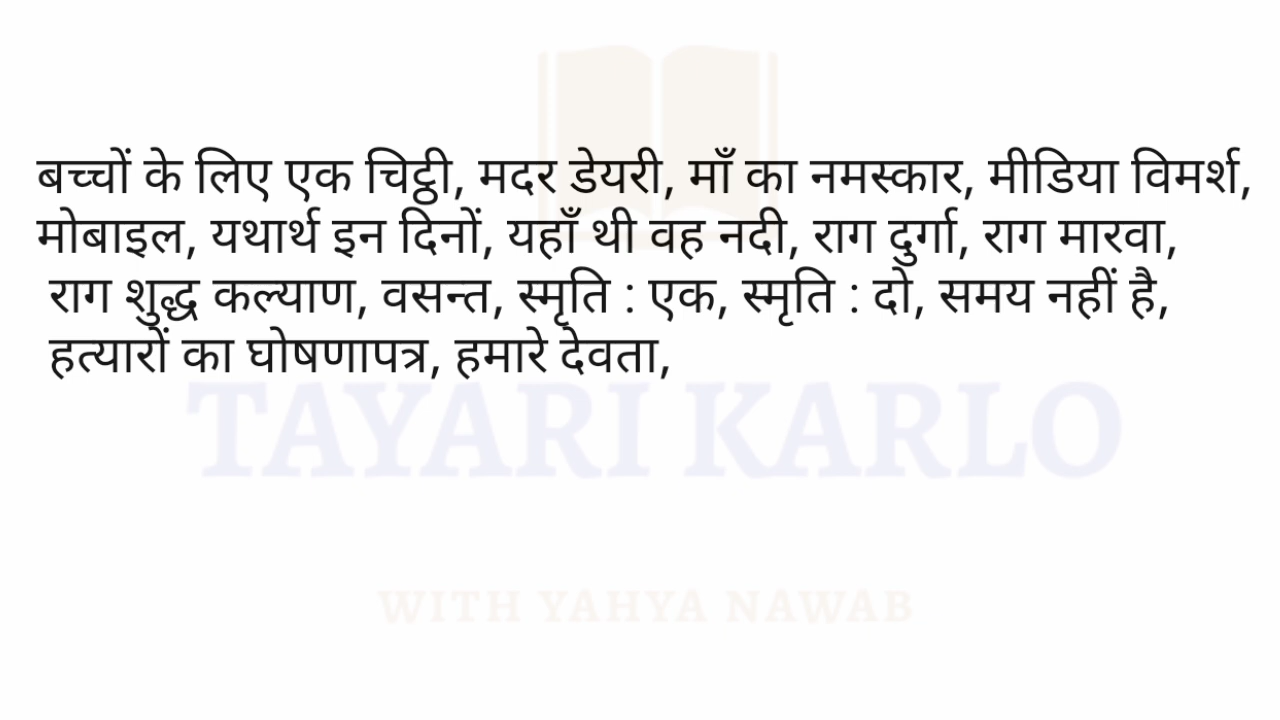 बच्चों के लिए एक चिट्ठी, मदर डेयरी, माँ का नमस्कार, मीडिया विमर्श,
मोबाइल, यथार्थ इन दिनों, यहाँ थी वह नदी, राग दुर्गा, राग मारवा,
राग शुद्ध कल्याण, वसन्त, स्मृति : एक, स्मृति : दो, समय नहीं है,
हत्यारों का घोषणापत्र, हमारे देवता,
TAYARI KARLO
WITH YAHYA NAWAB